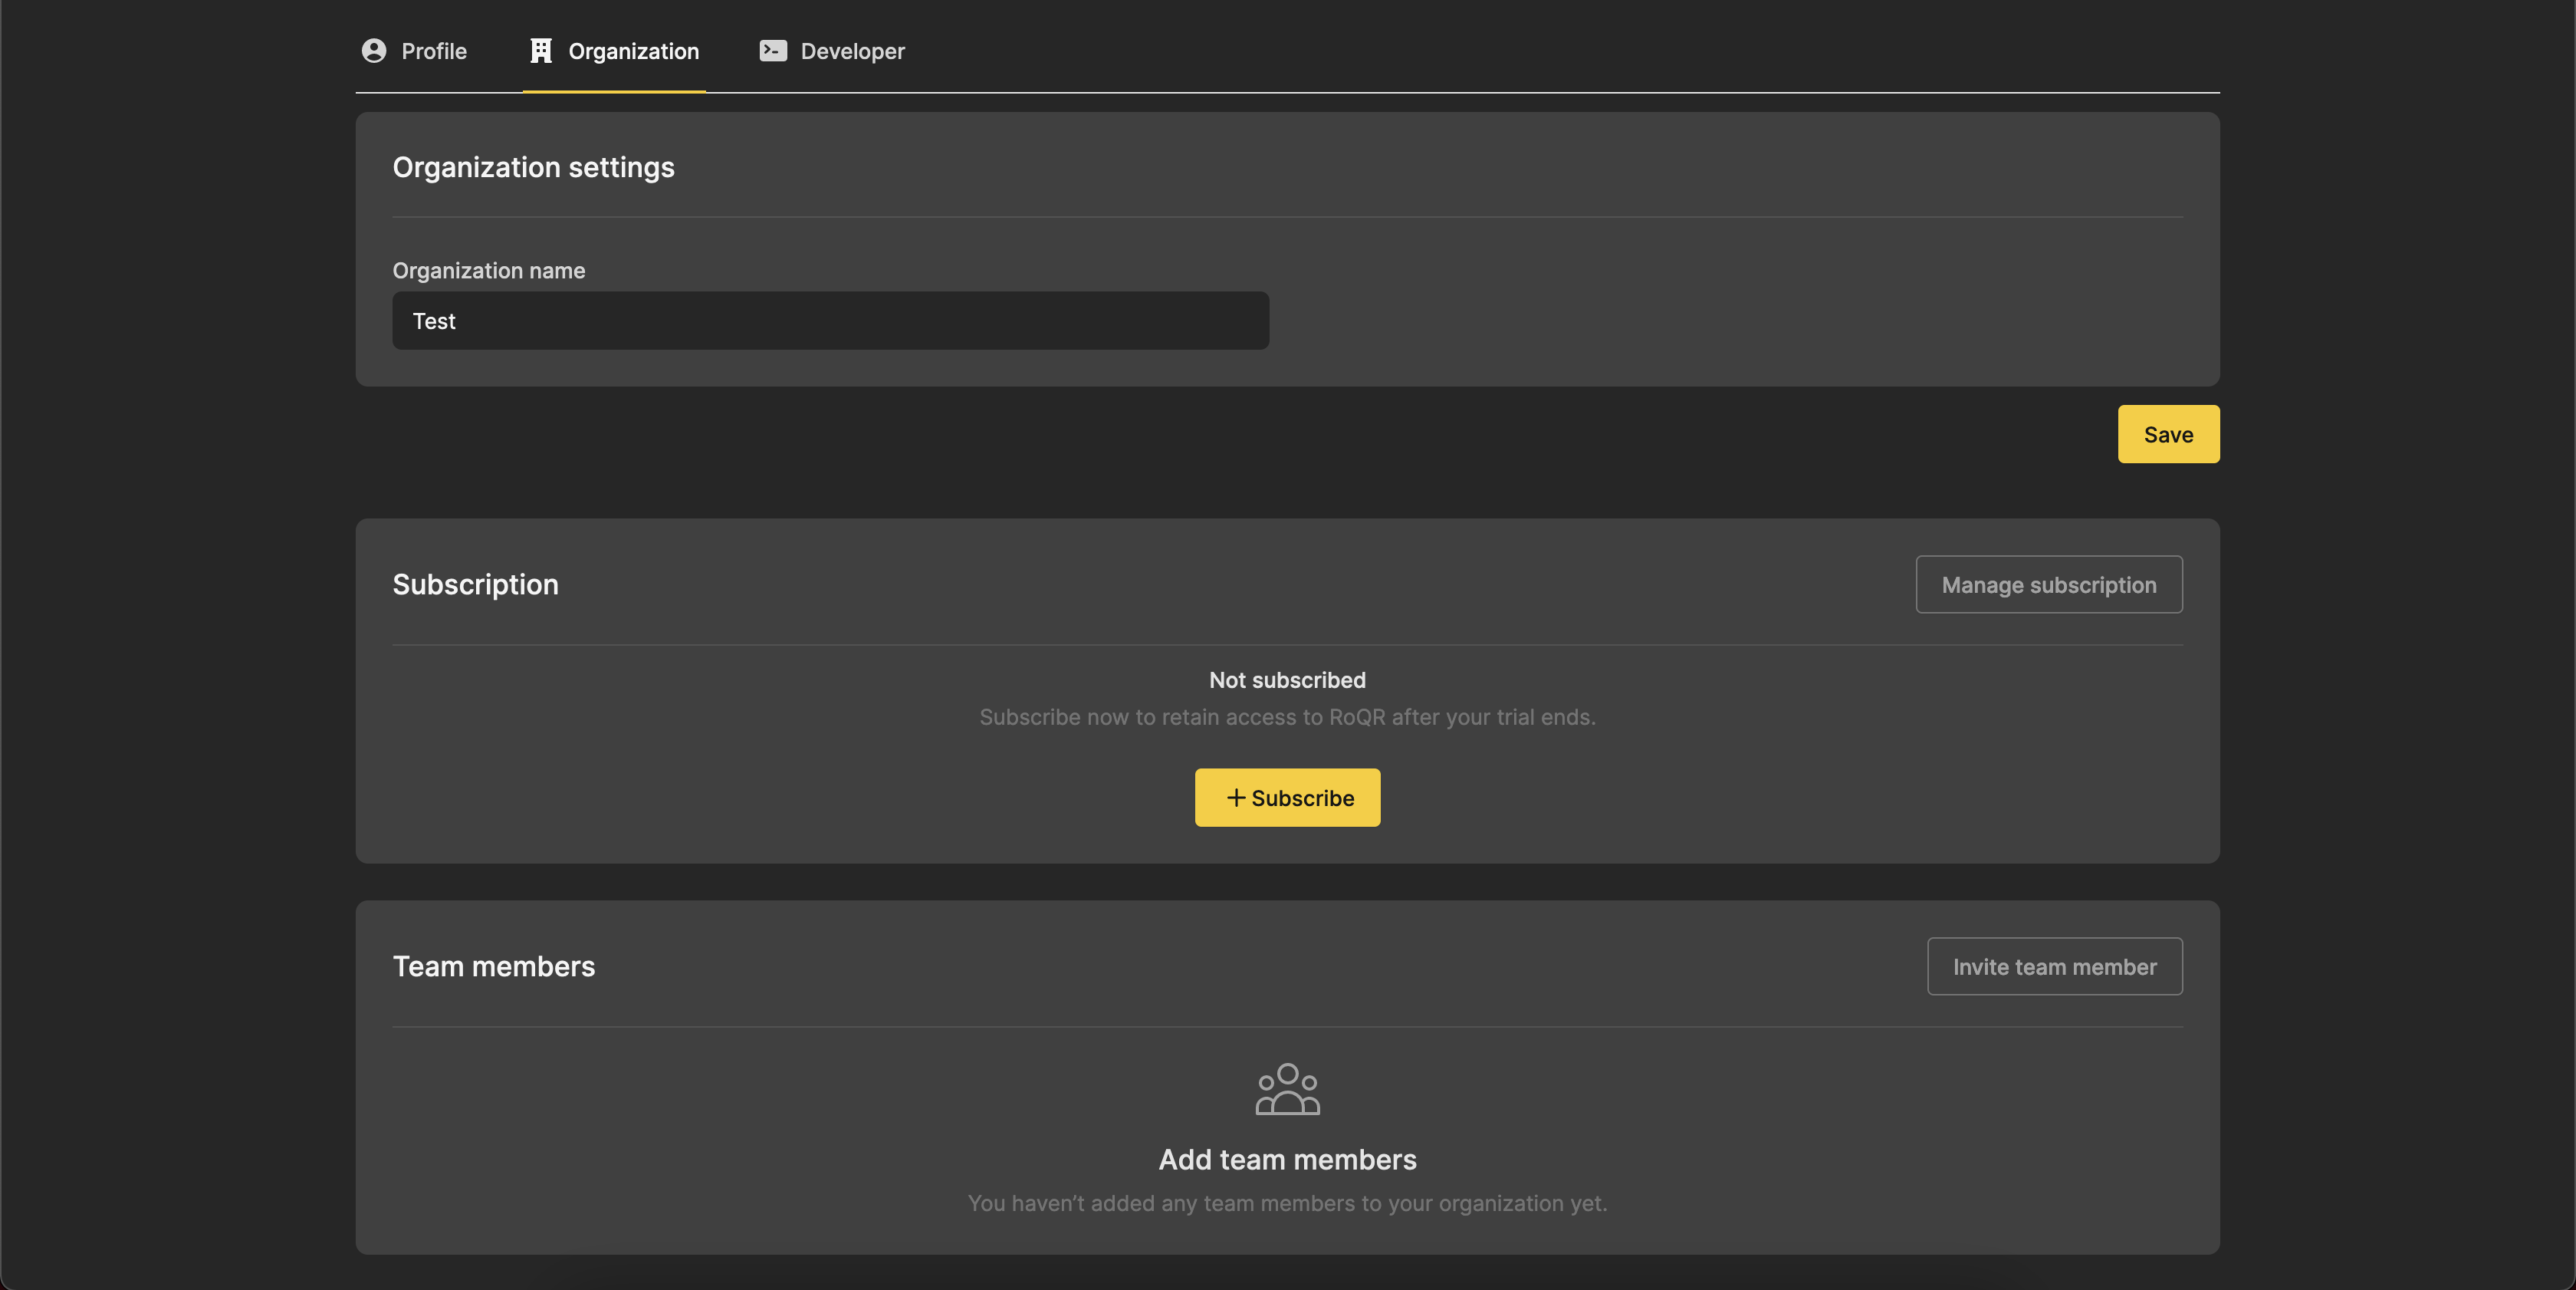 Profile
Organization
Developer
Organization settings
Organization name
Test
Save
Subscription
Manage subscription
Not subscribed
Subscribe now to retain access to RoQR after your trial ends.
Subscribe
Team members
Invite team member
Add team members
You haven’t added any team members to your organization yet.